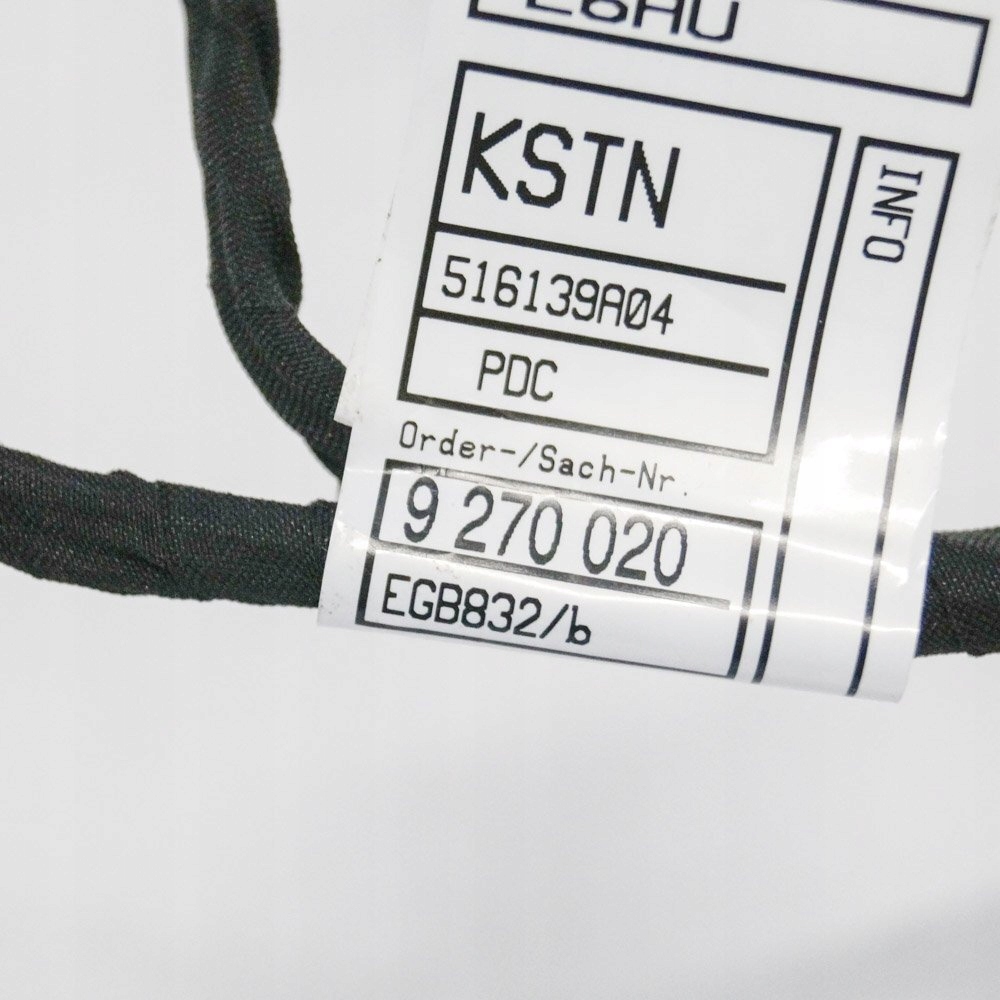 KSTN
INFO
516139A04
PDC
Order-/Sach-Nr.
9 270 020
EGB832/b